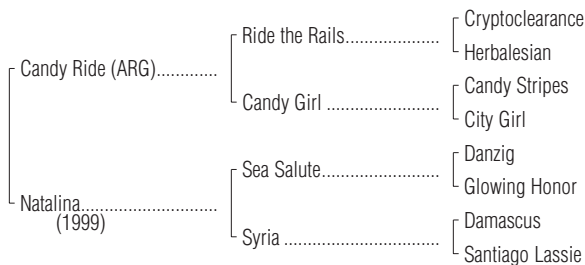 Cryptoclearance
Ride the Rails....................
Herbalesian
Candy Ride (ARG).............
Candy Stripes
Candy Girl ........................
City Girl
Danzig
Sea Salute.........................
Glowing Honor
Natalina.............................
(1999)
Damascus
Syria .................................
Santiago Lassie